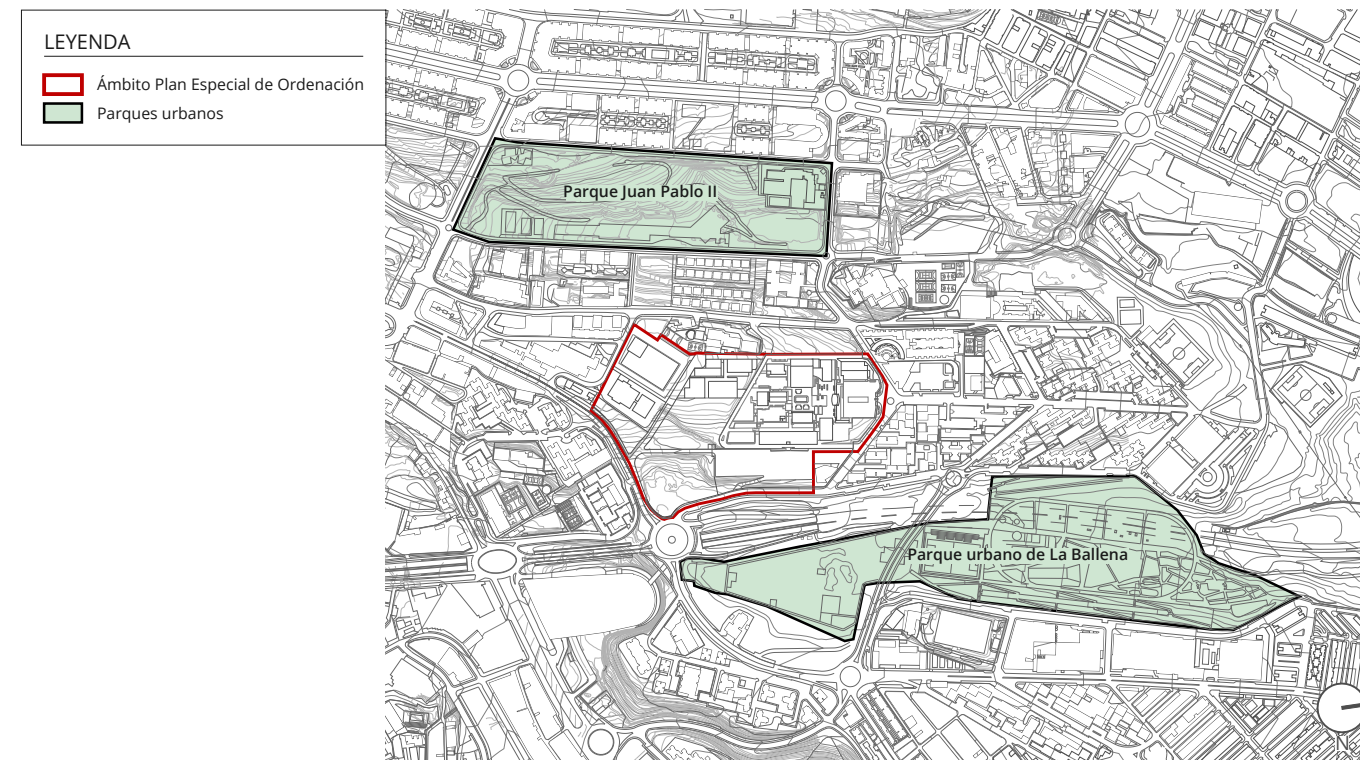 LEYENDA
Ámbito Plan Especial de Ordenación
Parques urbanos
Parque Juan Pablo II
Parque urbano de La Ballena
N